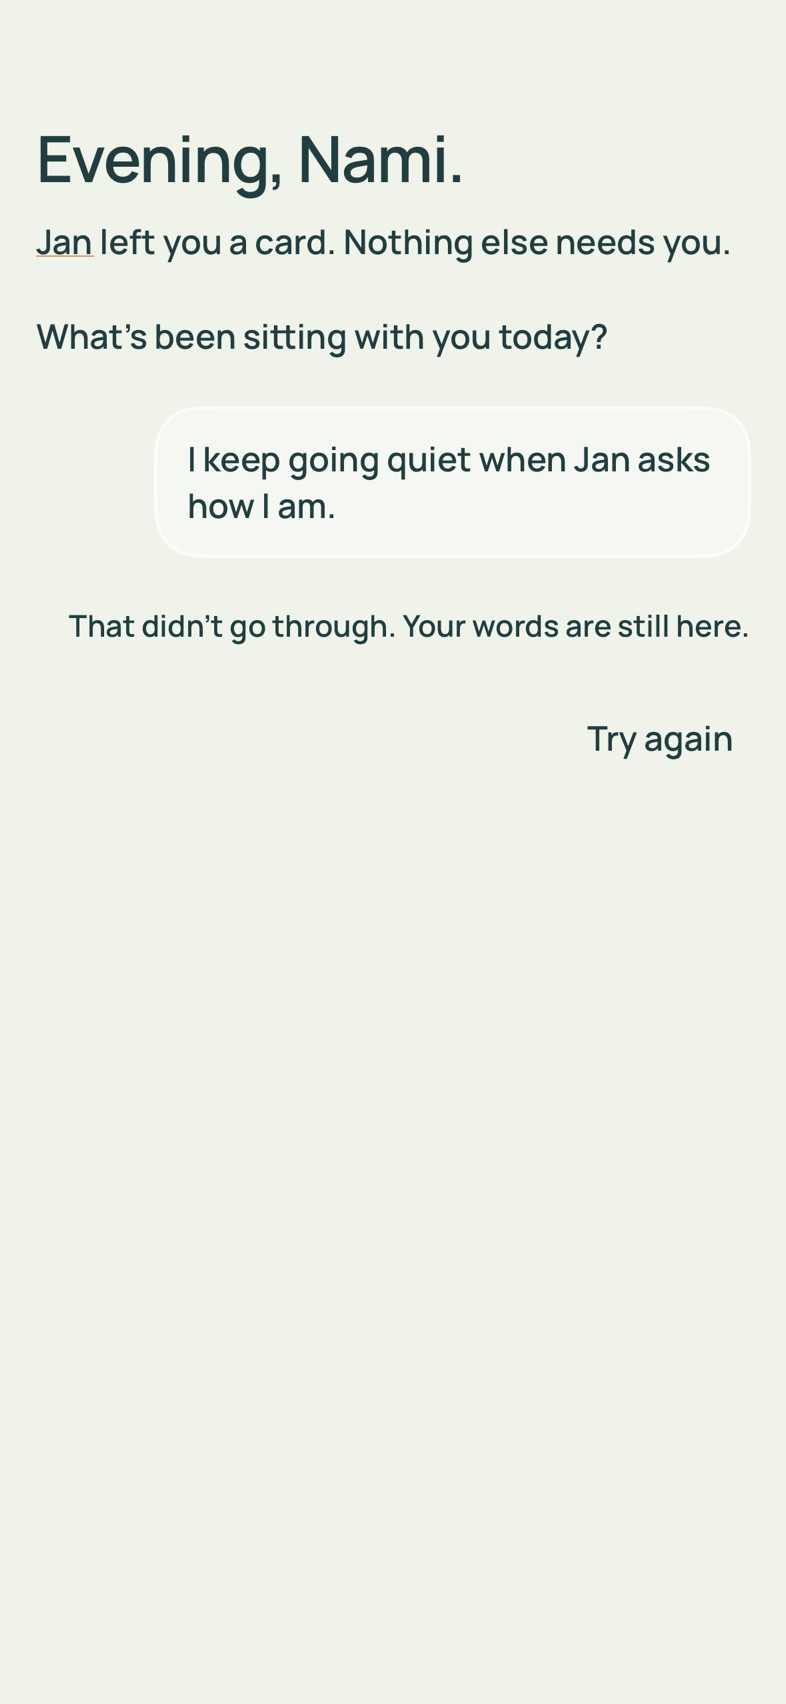 Evening, Nami.
Jan left you a card. Nothing else needs you.
What’s been sitting with you today?
I keep going quiet when Jan asks
how I am.
That didn’t go through. Your words are still here.
Try again